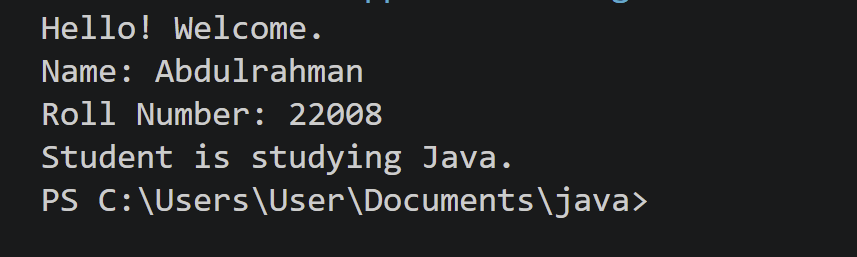 Hello! Welcome.
Name: Abdulrahman
Roll Number: 22008
Student is studying Java.
PS C:\Users\User\Documents\java>